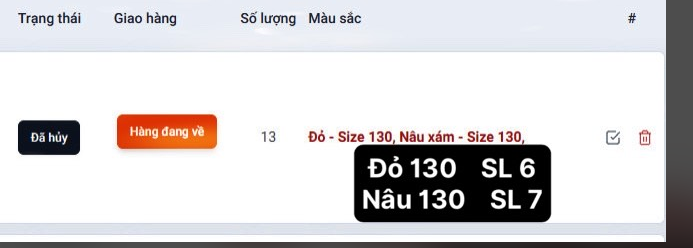 Trạng thái Giao hàng Số lượng Màu sắc #
Đã hủy Hàng đang về 13 Đỏ - Size 130, Nâu xám - Size 130,
Đỏ 130 SL 6
Nâu 130 SL 7